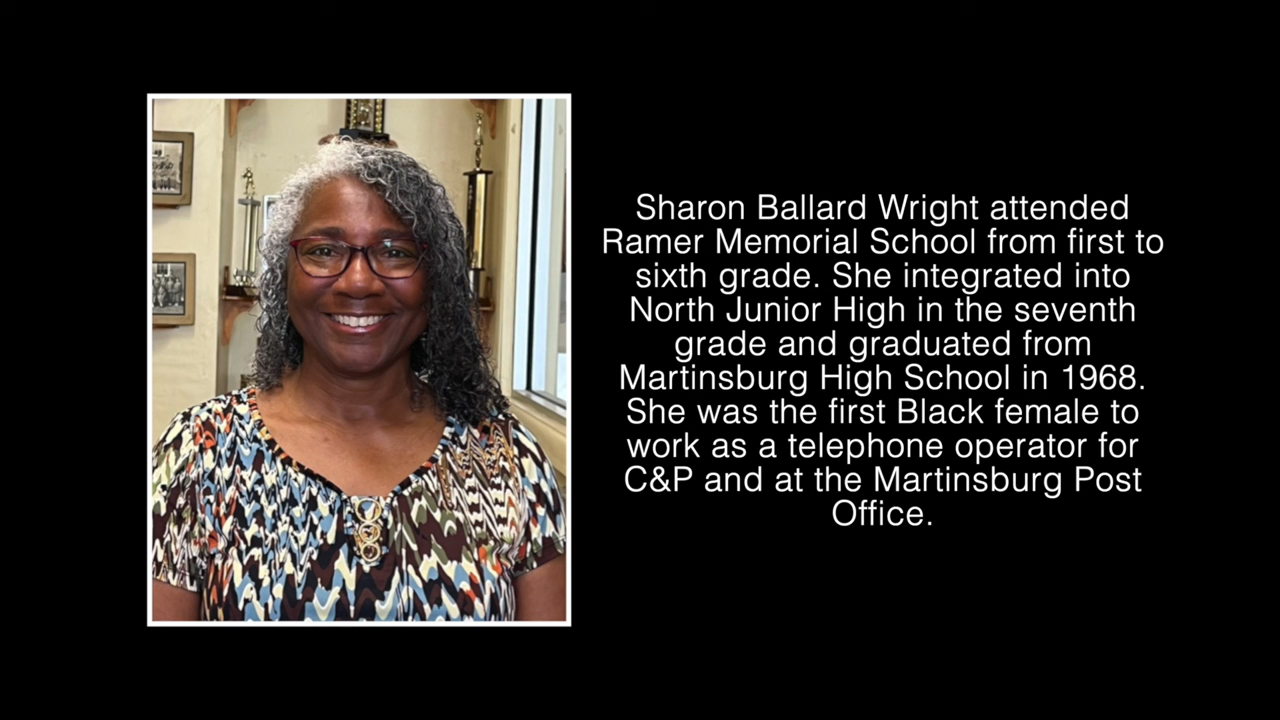 Sharon Ballard Wright attended
Ramer Memorial School from first to
sixth grade. She integrated into
North Junior High in the seventh
grade and graduated from
Martinsburg High School in 1968.
She was the first Black female to
work as a telephone operator for
C&P and at the Martinsburg Post
Office.